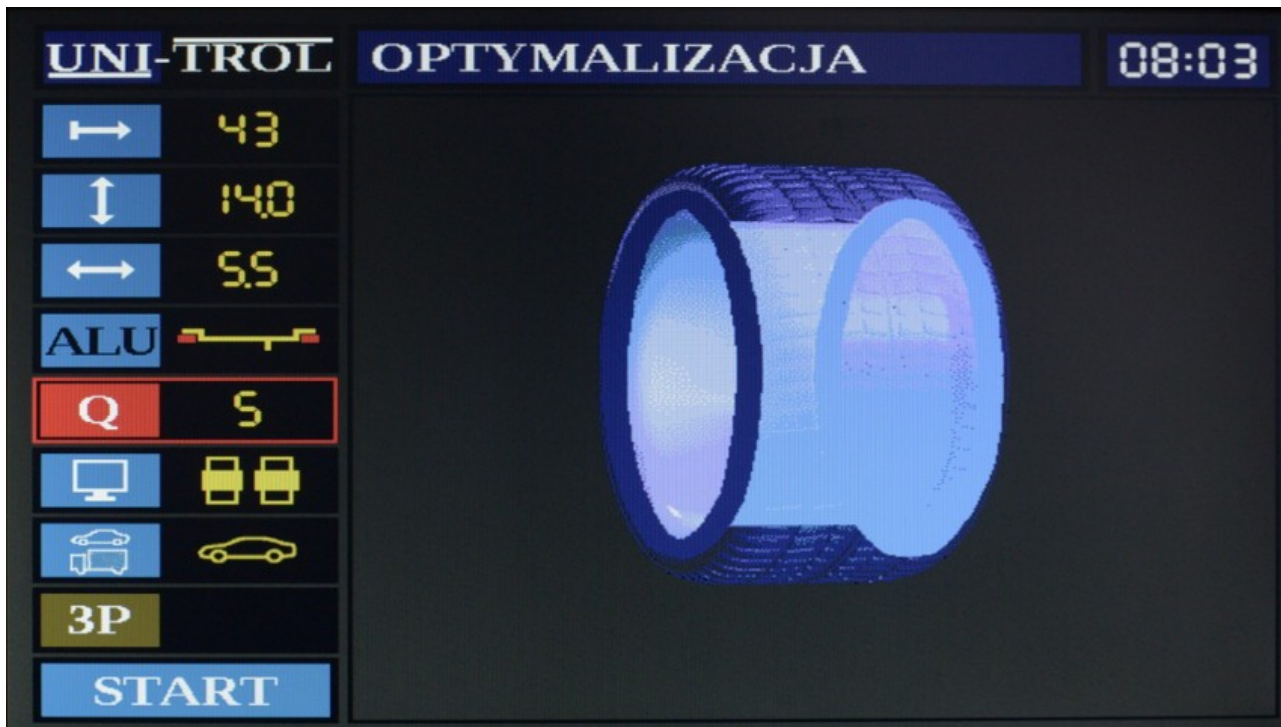 UNI-TROL
OPTYMALIZACJA
08:03
43
14.0
5.5
ALU
Q
5
3P
START